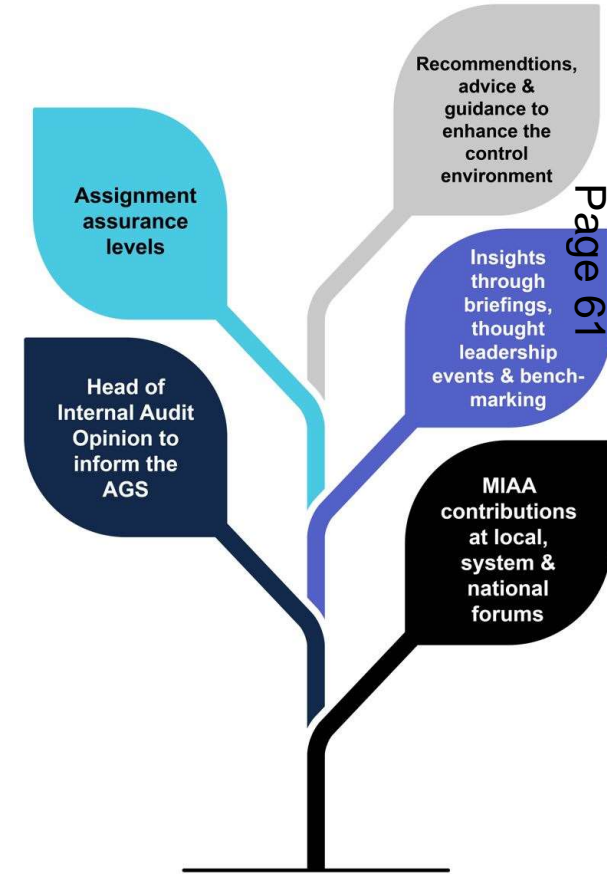 Recommendtions,
advice &
guidance to
enhance the
control
environment
Assignment
assurance
levels
Page 61
Insights
through
briefings,
thought
leadership
events & bench-
marking
Head of
Internal Audit
Opinion to
inform the
AGS
MIAA
contributions
at local,
system &
national
forums